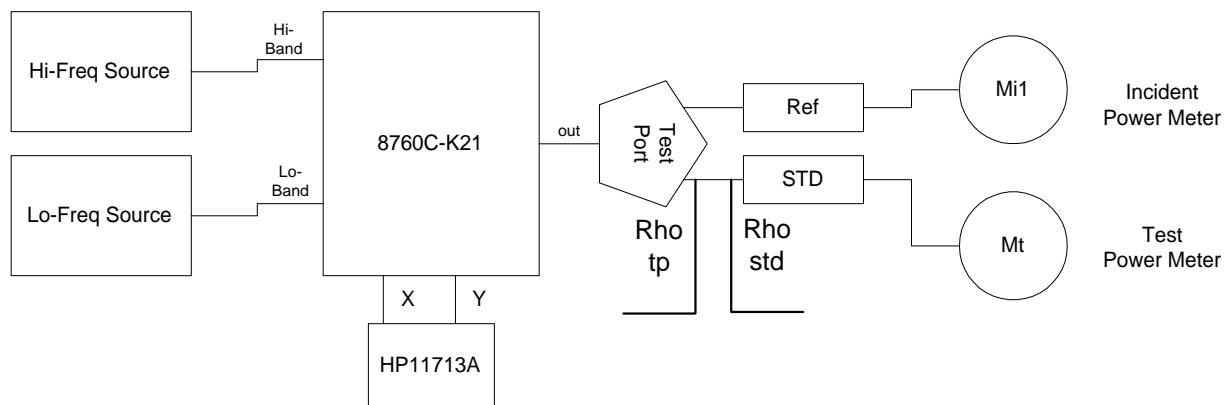 Hi-Freq Source
Hi-
Band
8760C-K21
Lo-Freq Source
Lo-
Band
X
Y
HP11713A
out
Test
Port
Ref
Mi1
Incident
Power Meter
STD
Rho
tp
Rho
std
Mt
Test
Power Meter